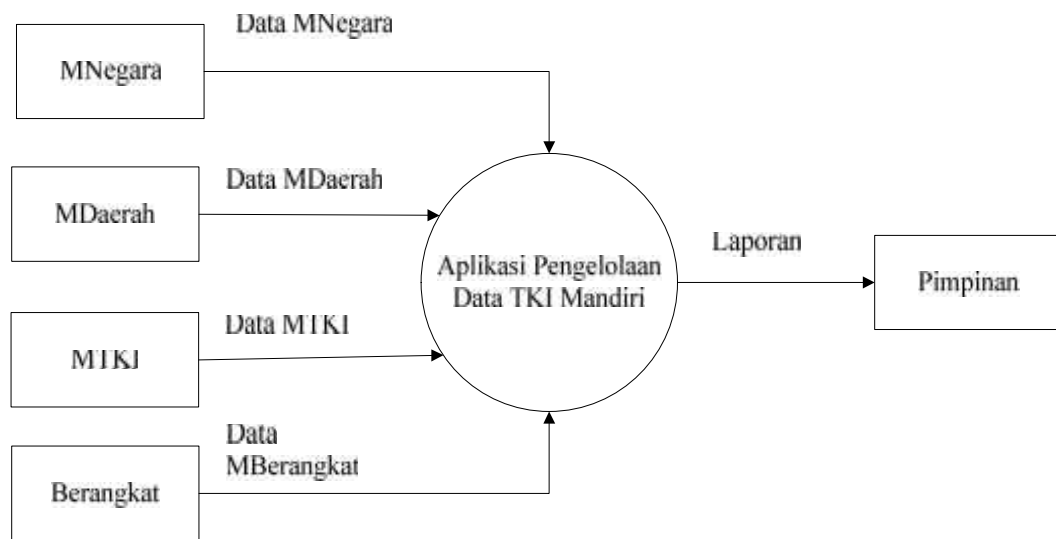 Data MNegara
MNegara
Data MDaerah
MDaerah
Laporan
Aplikasi Pengelolaan
Data TKI Mandiri
Pimpinan
Data MTKI
MTKI
Data
MBerangkat
Berangkat